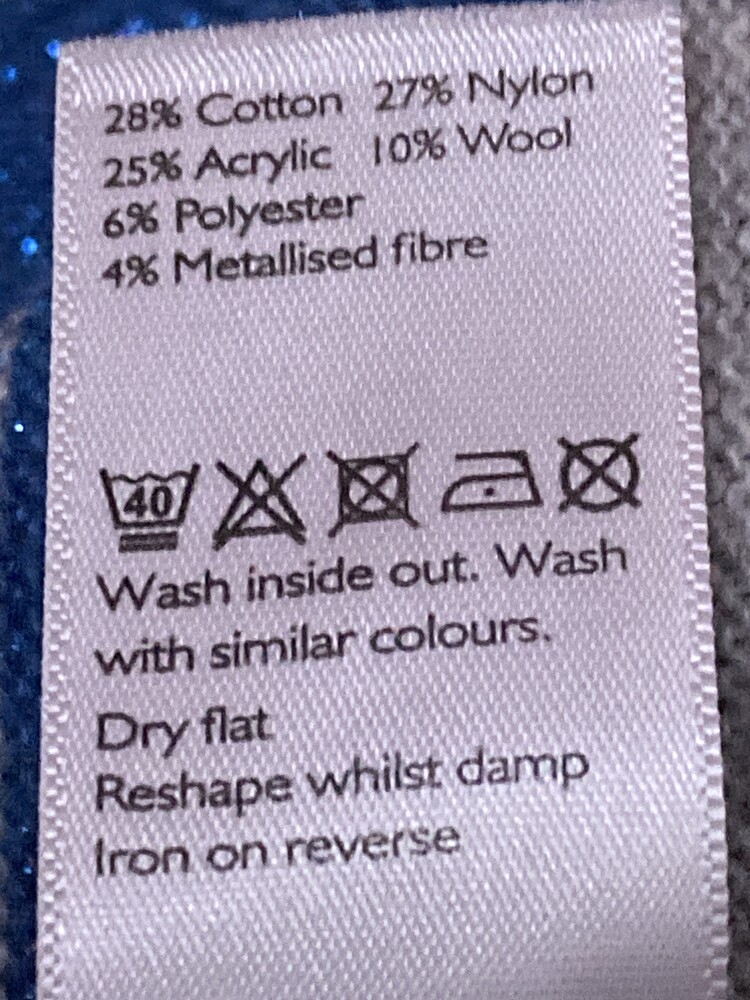 28% Cotton 27% Nylon
25% Acrylic 10% Wool
6% Polyester
4% Metallised fibre
40
Wash inside out. Wash
with similar colours.
Dry flat
Reshape whilst damp
Iron on reverse